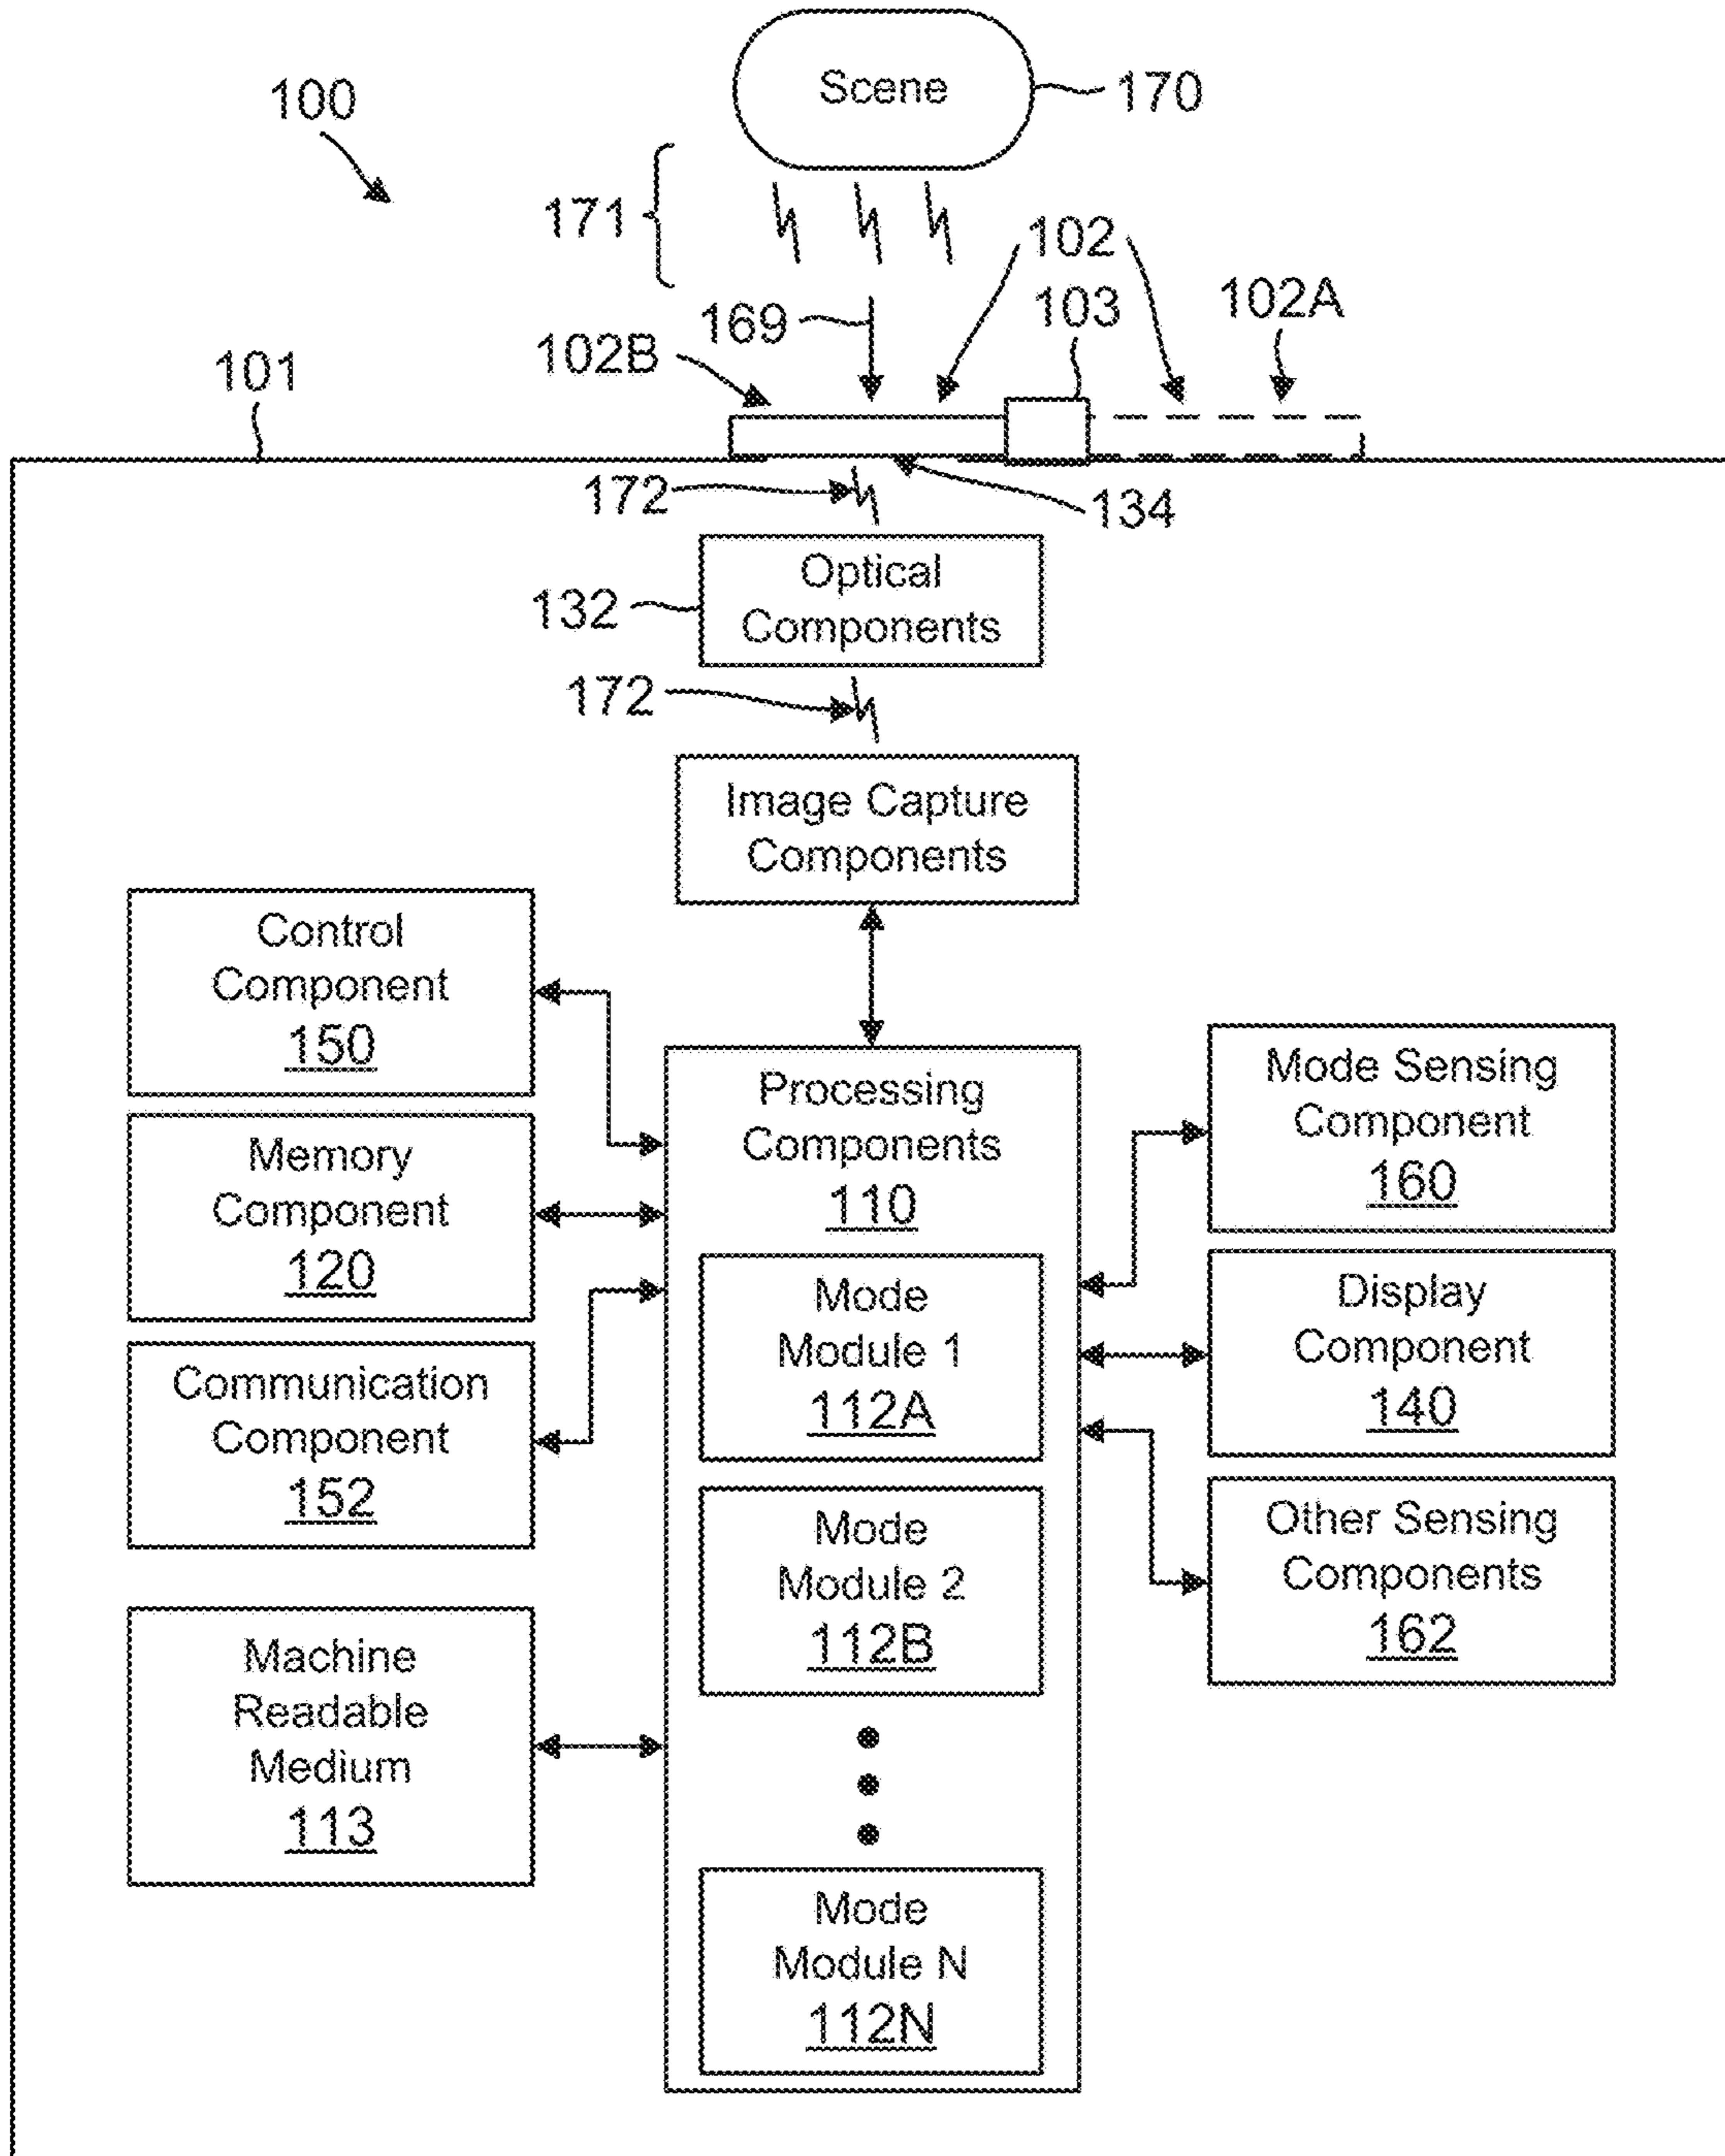 Scene
170
100
171
102
103
102A
169
102B
101
172
134
Optical
Components
132
172
Image Capture
Components
Control
Component
150
Memory
Component
120
Communication
Component
152
Machine
Readable
Medium
113
Processing
Components
110
Mode
Module 1
112A
Mode
Module 2
112B
Mode
Module N
112N
Mode Sensing
Component
160
Display
Component
140
Other Sensing
Components
162